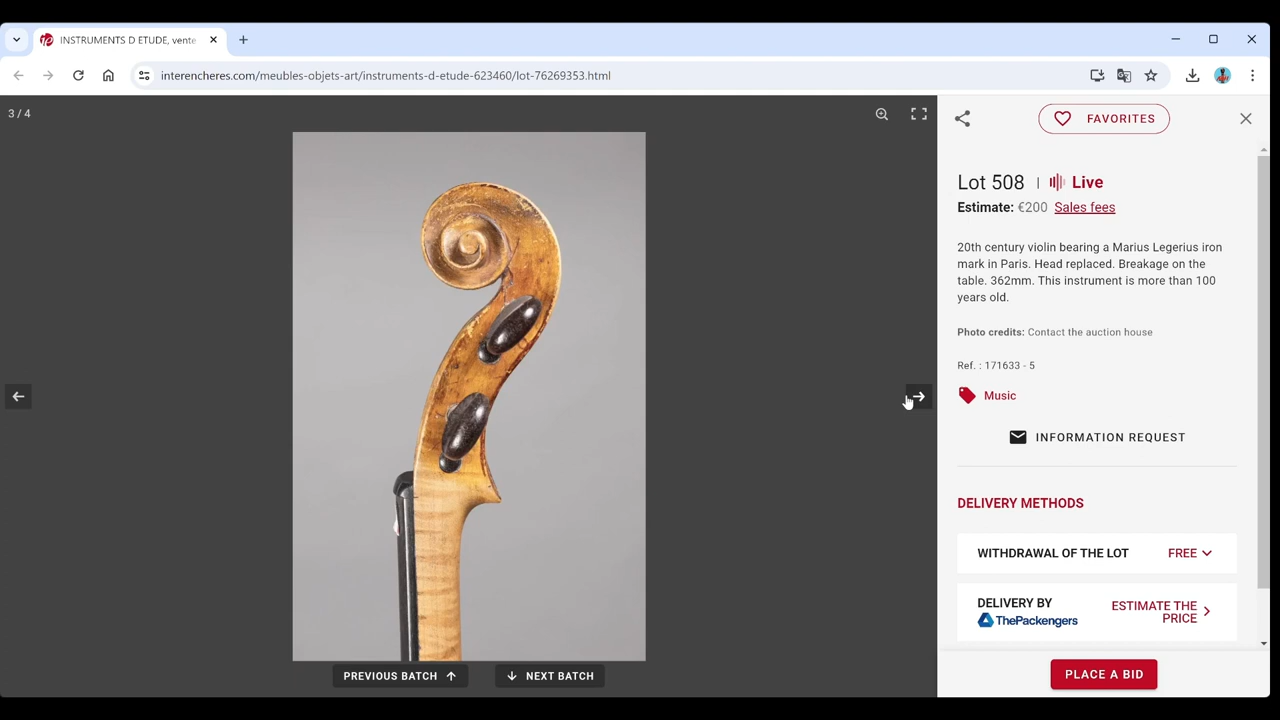 INSTRUMENTS D ETUDE, vente
interencheres.com/meubles-objets-art/instruments-d-etude-623460/lot-76269353.html
3 / 4
FAVORITES
Lot 508 | Live
Estimate: €200 Sales fees
20th century violin bearing a Marius Legerius iron
mark in Paris. Head replaced. Breakage on the
table. 362mm. This instrument is more than 100
years old.
Photo credits: Contact the auction house
Ref. : 171633 - 5
Music
INFORMATION REQUEST
DELIVERY METHODS
WITHDRAWAL OF THE LOT FREE
DELIVERY BY
ThePackengers
ESTIMATE THE
PRICE
PREVIOUS BATCH
NEXT BATCH
PLACE A BID